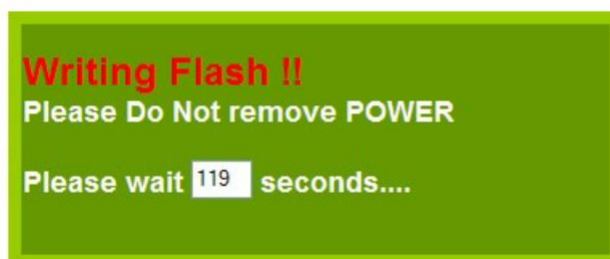 Writing Flash !!
Please Do Not remove POWER
Please wait 119 seconds....